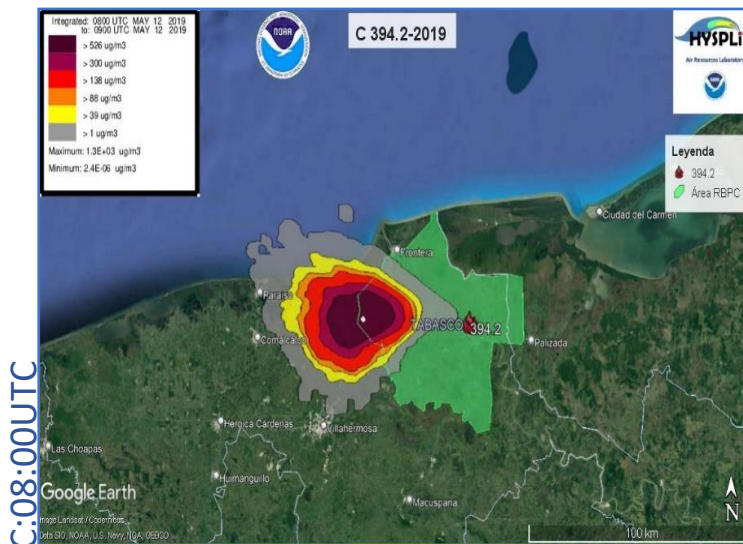 Integrated: 0800 UTC MAY 12 2019
to: 0900 UTC MAY 12 2019
> 526 ug/m3
> 300 ug/m3
> 138 ug/m3
> 88 ug/m3
> 39 ug/m3
> 1 ug/m3
Maximum: 1.3E+03 ug/m3
Minimum: 2.4E-06 ug/m3
NOAA
C 394.2-2019
HYSPLiT
Air Resources Laboratory
Leyenda
394.2
Área RBPC
Ciudad del Carmen
Frontera
Paraíso
TABASCO
394.2
Comalcalco
Palizada
Heroica Cárdenas
Villahermosa
Las Choapas
Huimanguillo
Macuspana
Google Earth
Image Landsat / Copernicus
Data SIO, NOAA, U.S. Navy, NGA, GEBCO
N
100 km
C:08:00UTC